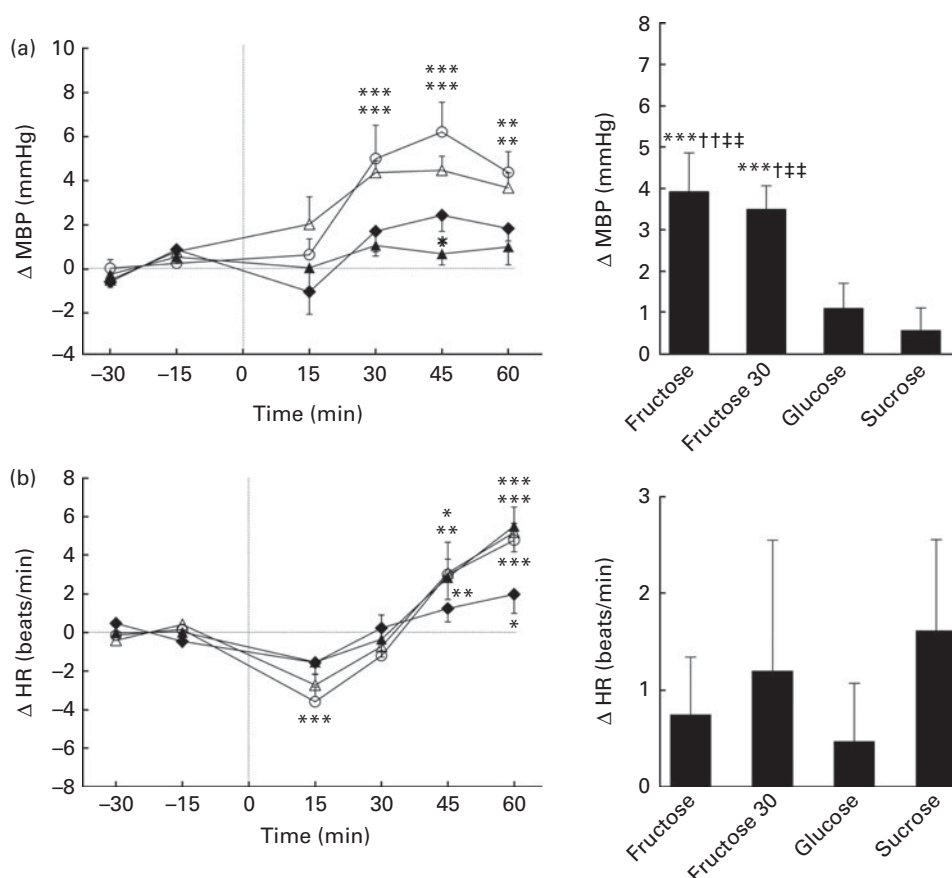 (a)
Δ MBP (mmHg)
10
8
6
4
2
0
−2
−4
***
***
***
***
**
**
*
−30 −15 0 15 30 45 60
Time (min)
Δ MBP (mmHg)
8
7
6
5
4
3
2
1
0
***††‡‡
***†‡‡
Fructose
Fructose 30
Glucose
Sucrose
(b)
Δ HR (beats/min)
8
6
4
2
0
−2
−4
−6
−8
***
*
**
**
***
***
***
*
−30 −15 0 15 30 45 60
Time (min)
Δ HR (beats/min)
3
2
1
0
Fructose
Fructose 30
Glucose
Sucrose